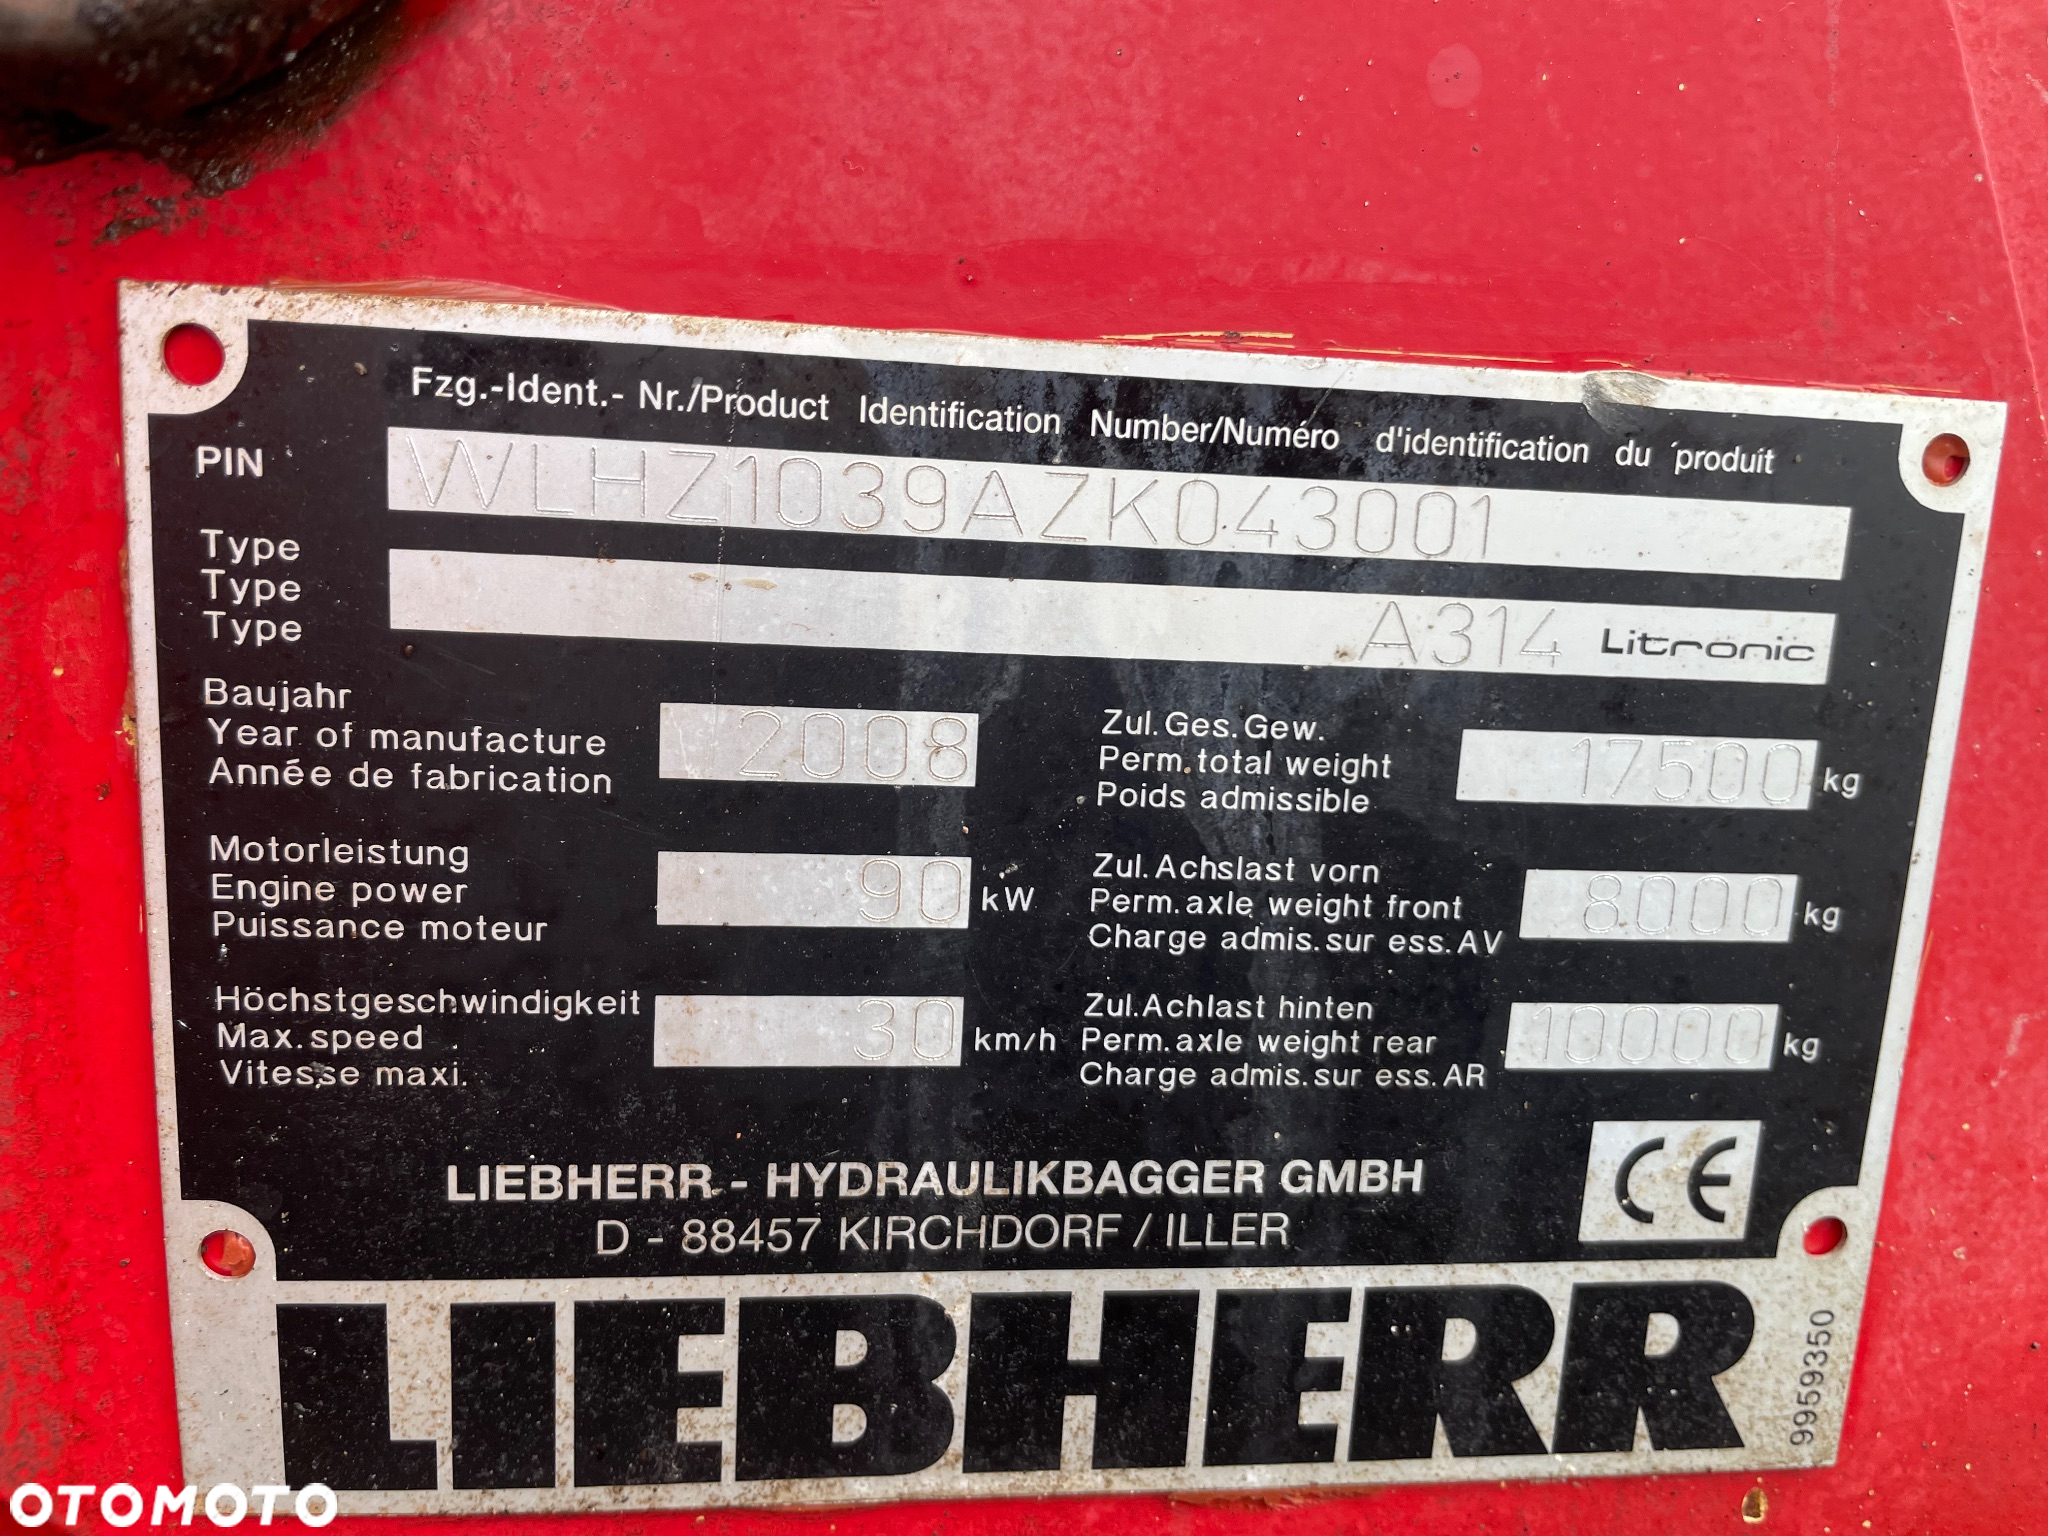 Fzg.-Ident.- Nr./Product Identification Number/Numéro d'identification du produit
PIN WLHZ1039AZK043001
Type
Type
Type
A314 Litronic
Baujahr
Year of manufacture
Année de fabrication
2008
Zul.Ges.Gew.
Perm.total weight
Poids admissible
17500 kg
Motorleistung
Engine power
Puissance moteur
90 kW
Zul.Achslast vorn
Perm.axle weight front
Charge admis.sur ess.AV
8000 kg
Höchstgeschwindigkeit
Max.speed
Vitesse maxi.
30 km/h
Zul.Achlast hinten
Perm.axle weight rear
Charge admis.sur ess.AR
10000 kg
LIEBHERR - HYDRAULIKBAGGER GMBH
D - 88457 KIRCHDORF / ILLER
CE
LIEBHERR
9959350
OTOMOTO